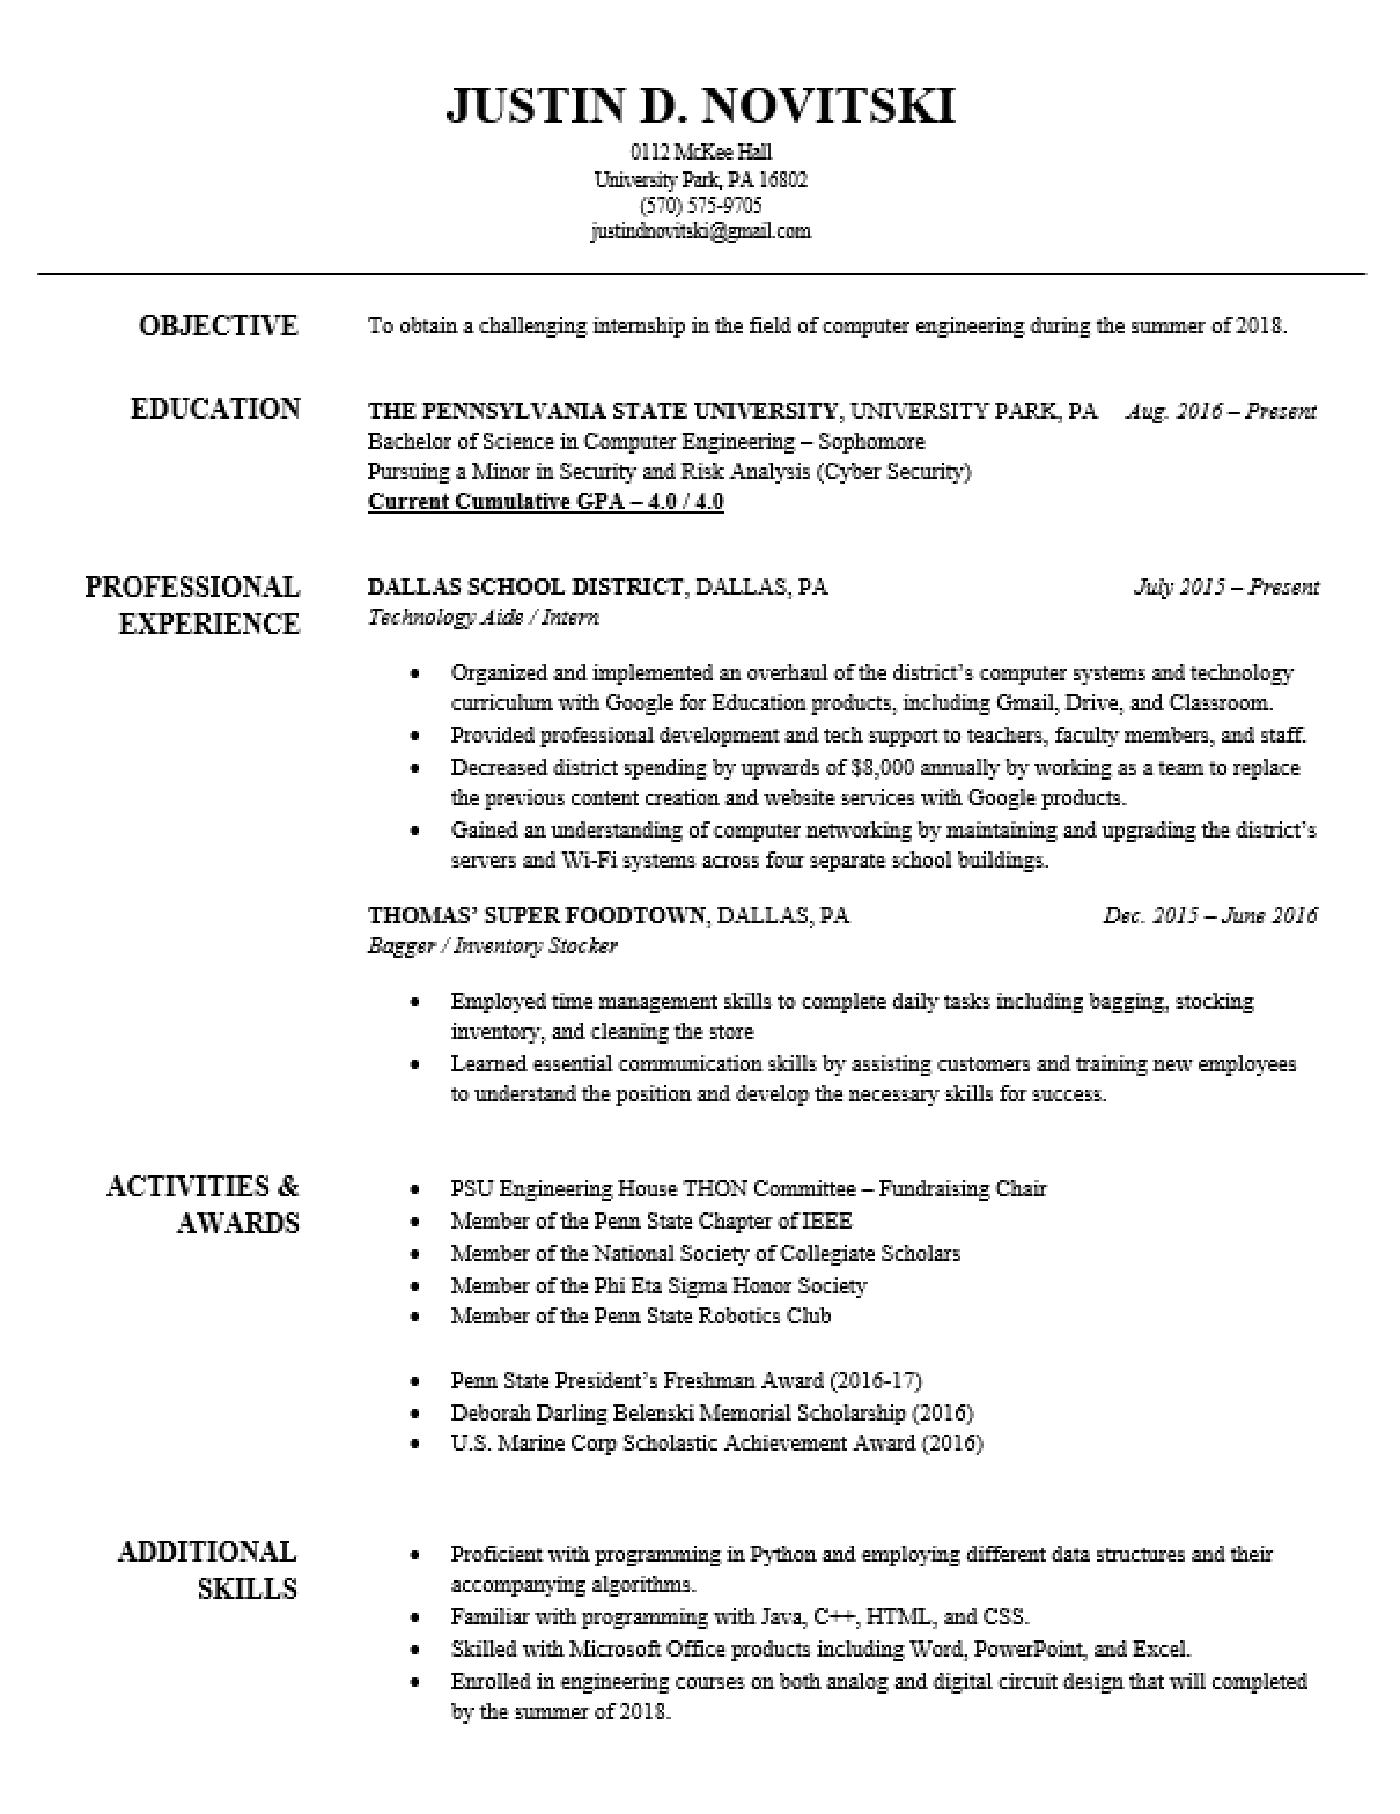 JUSTIN D. NOVITSKI
0112 McKee Hall
University Park, PA 16802
(570) 575-9705
justindnovitski@gmail.com
OBJECTIVE
To obtain a challenging internship in the field of computer engineering during the summer of 2018.
EDUCATION
THE PENNSYLVANIA STATE UNIVERSITY, UNIVERSITY PARK, PA Aug. 2016 – Present
Bachelor of Science in Computer Engineering – Sophomore
Pursuing a Minor in Security and Risk Analysis (Cyber Security)
Current Cumulative GPA – 4.0 / 4.0
PROFESSIONAL
EXPERIENCE
DALLAS SCHOOL DISTRICT, DALLAS, PA July 2015 – Present
Technology Aide / Intern
• Organized and implemented an overhaul of the district's computer systems and technology
curriculum with Google for Education products, including Gmail, Drive, and Classroom.
• Provided professional development and tech support to teachers, faculty members, and staff.
• Decreased district spending by upwards of $8,000 annually by working as a team to replace
the previous content creation and website services with Google products.
• Gained an understanding of computer networking by maintaining and upgrading the district's
servers and Wi-Fi systems across four separate school buildings.
THOMAS' SUPER FOODTOWN, DALLAS, PA Dec. 2015 – June 2016
Bagger / Inventory Stocker
• Employed time management skills to complete daily tasks including bagging, stocking
inventory, and cleaning the store
• Learned essential communication skills by assisting customers and training new employees
to understand the position and develop the necessary skills for success.
ACTIVITIES &
AWARDS
• PSU Engineering House THON Committee – Fundraising Chair
• Member of the Penn State Chapter of IEEE
• Member of the National Society of Collegiate Scholars
• Member of the Phi Eta Sigma Honor Society
• Member of the Penn State Robotics Club
• Penn State President's Freshman Award (2016-17)
• Deborah Darling Belenski Memorial Scholarship (2016)
• U.S. Marine Corp Scholastic Achievement Award (2016)
ADDITIONAL
SKILLS
• Proficient with programming in Python and employing different data structures and their
accompanying algorithms.
• Familiar with programming with Java, C++, HTML, and CSS.
• Skilled with Microsoft Office products including Word, PowerPoint, and Excel.
• Enrolled in engineering courses on both analog and digital circuit design that will completed
by the summer of 2018.